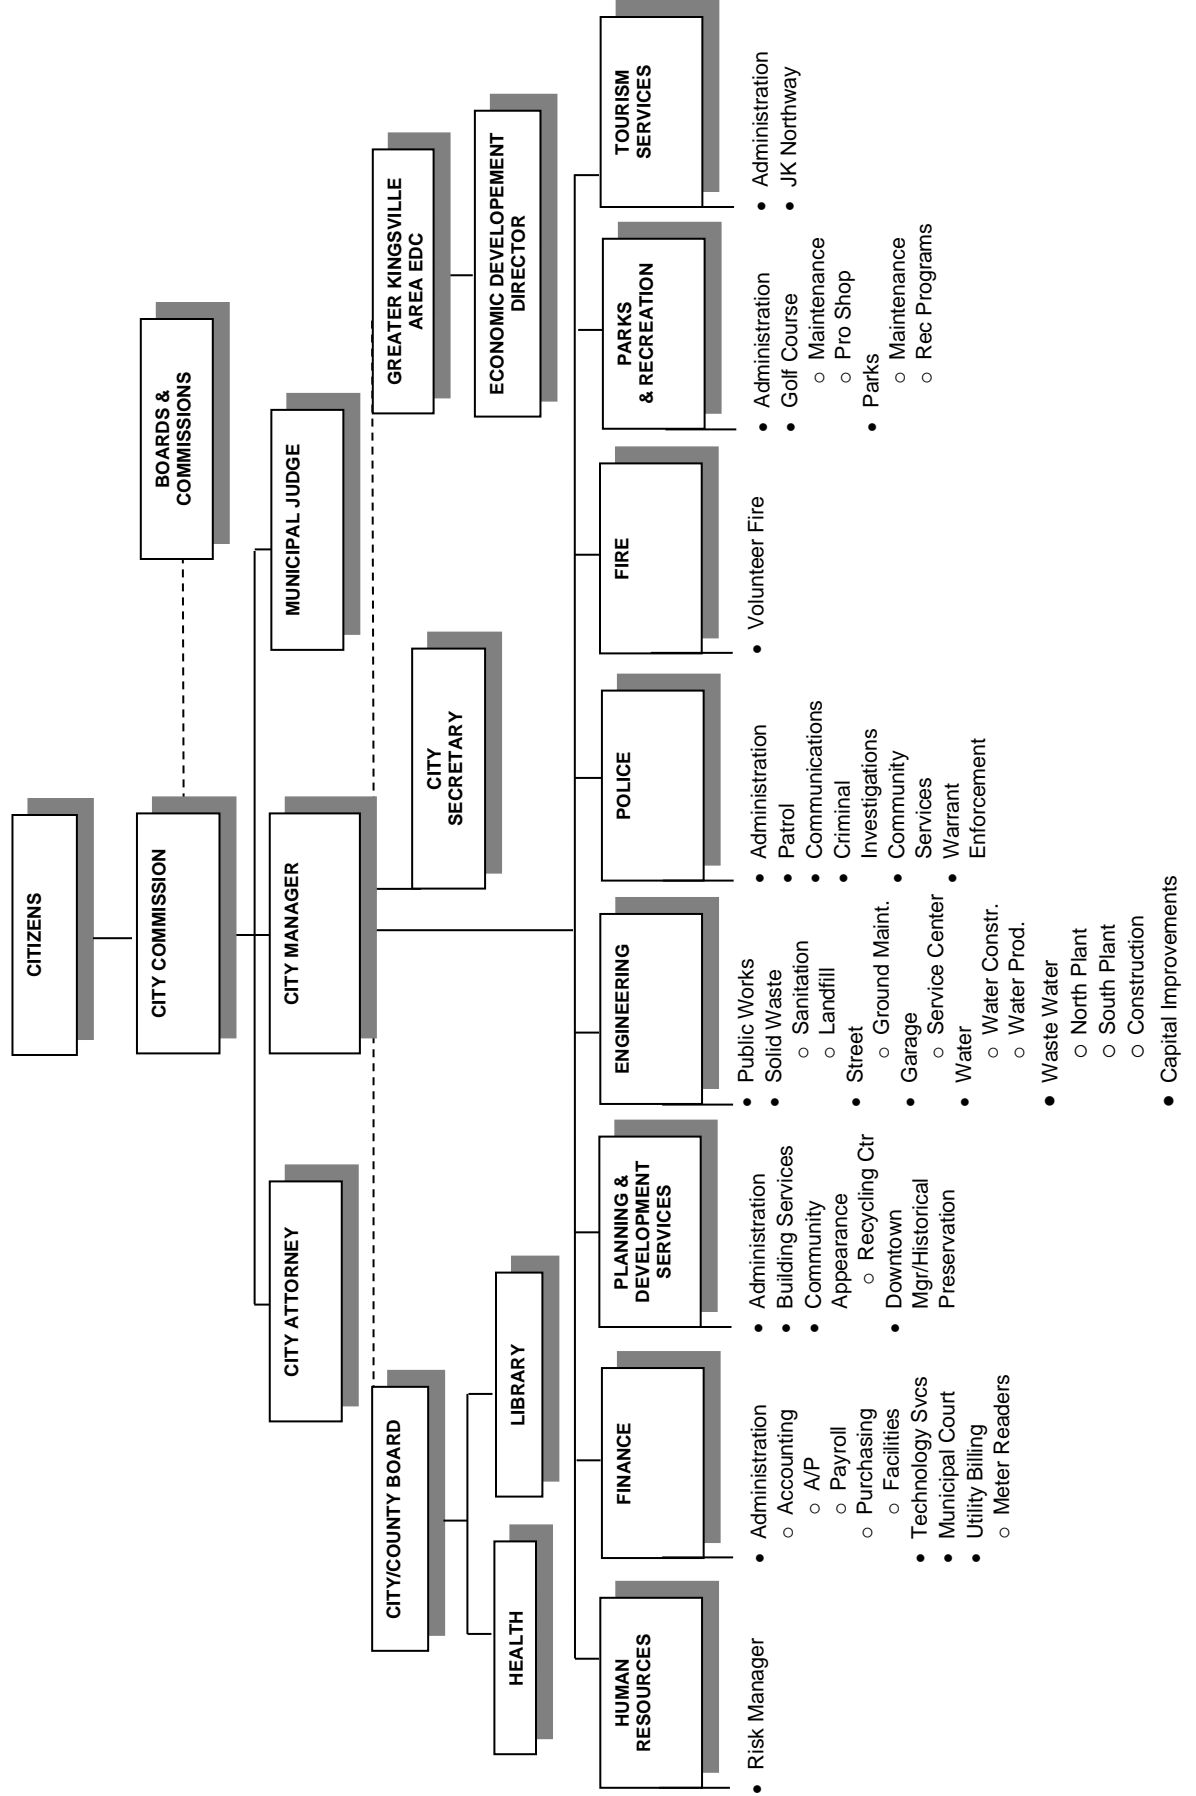 CITIZENS
CITY COMMISSION
BOARDS &
COMMISSIONS
CITY ATTORNEY
CITY MANAGER
MUNICIPAL JUDGE
CITY/COUNTY BOARD
GREATER KINGSVILLE
AREA EDC
CITY
SECRETARY
HEALTH
LIBRARY
ECONOMIC DEVELOPEMENT
DIRECTOR
HUMAN
RESOURCES
• Risk Manager
FINANCE
• Administration
○ Accounting
○ A/P
○ Payroll
○ Purchasing
○ Facilities
• Technology Svcs
• Municipal Court
• Utility Billing
○ Meter Readers
PLANNING &
DEVELOPMENT
SERVICES
• Administration
• Building Services
• Community
Appearance
○ Recycling Ctr
• Downtown
Mgr/Historical
Preservation
ENGINEERING
• Public Works
• Solid Waste
○ Sanitation
○ Landfill
• Street
○ Ground Maint.
• Garage
○ Service Center
• Water
○ Water Constr.
○ Water Prod.
• Waste Water
○ North Plant
○ South Plant
○ Construction
• Capital Improvements
POLICE
• Administration
• Patrol
• Communications
• Criminal
Investigations
• Community
Services
• Warrant
Enforcement
FIRE
• Volunteer Fire
PARKS
& RECREATION
• Administration
• Golf Course
○ Maintenance
○ Pro Shop
• Parks
○ Maintenance
○ Rec Programs
TOURISM
SERVICES
• Administration
• JK Northway